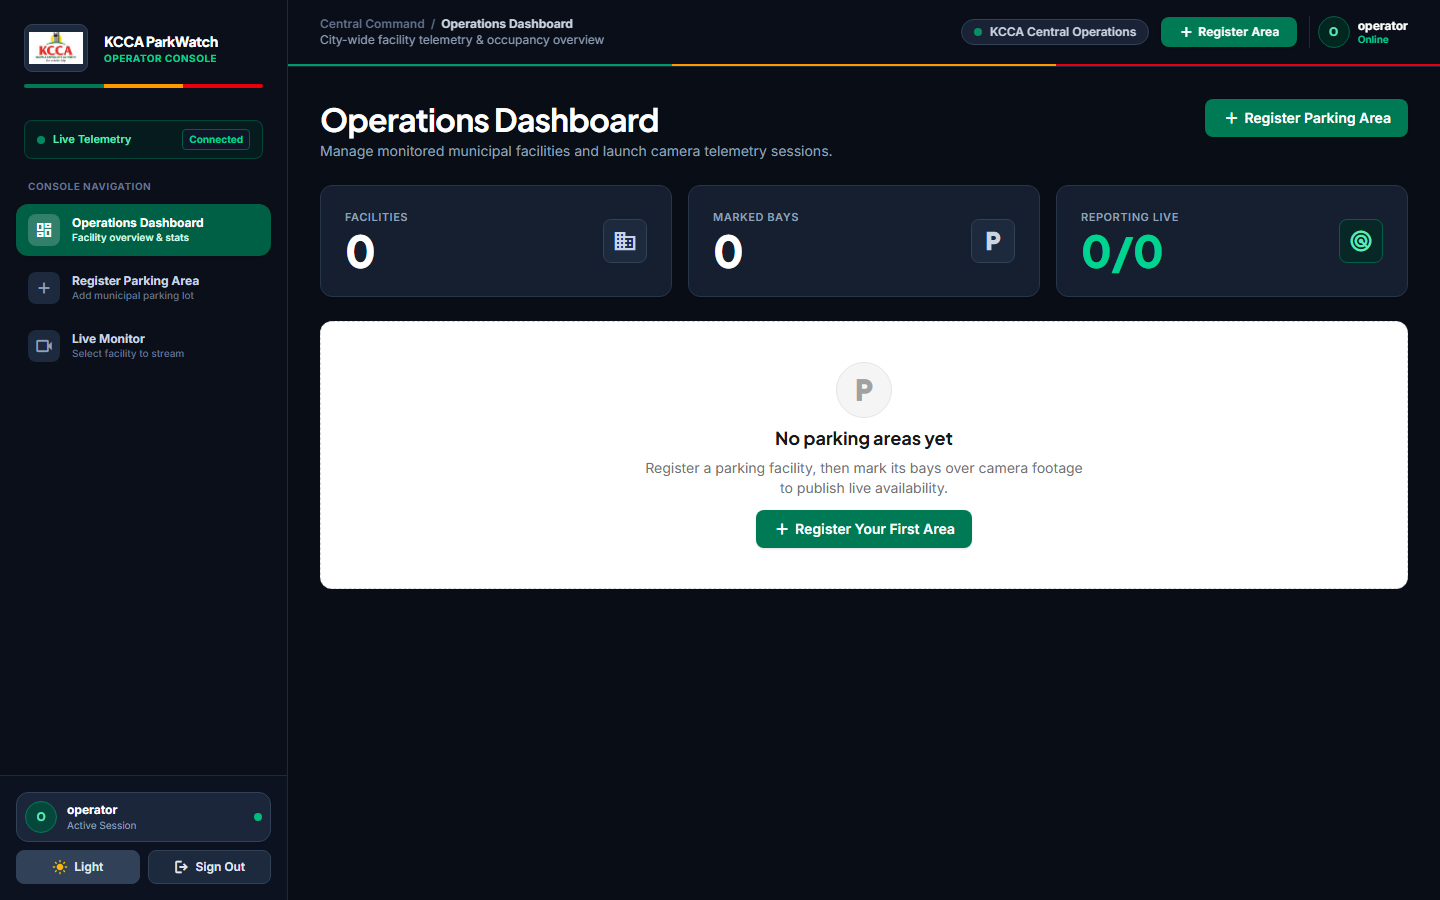 KCCA
KCCA ParkWatch
OPERATOR CONSOLE
Live Telemetry
Connected
CONSOLE NAVIGATION
Operations Dashboard
Facility overview & stats
Register Parking Area
Add municipal parking lot
Live Monitor
Select facility to stream
O
operator
Active Session
Light
Sign Out
Central Command / Operations Dashboard
City-wide facility telemetry & occupancy overview
KCCA Central Operations
+ Register Area
O
operator
Online
Operations Dashboard
Manage monitored municipal facilities and launch camera telemetry sessions.
+ Register Parking Area
FACILITIES
0
MARKED BAYS
0
P
REPORTING LIVE
0/0
P
No parking areas yet
Register a parking facility, then mark its bays over camera footage
to publish live availability.
+ Register Your First Area